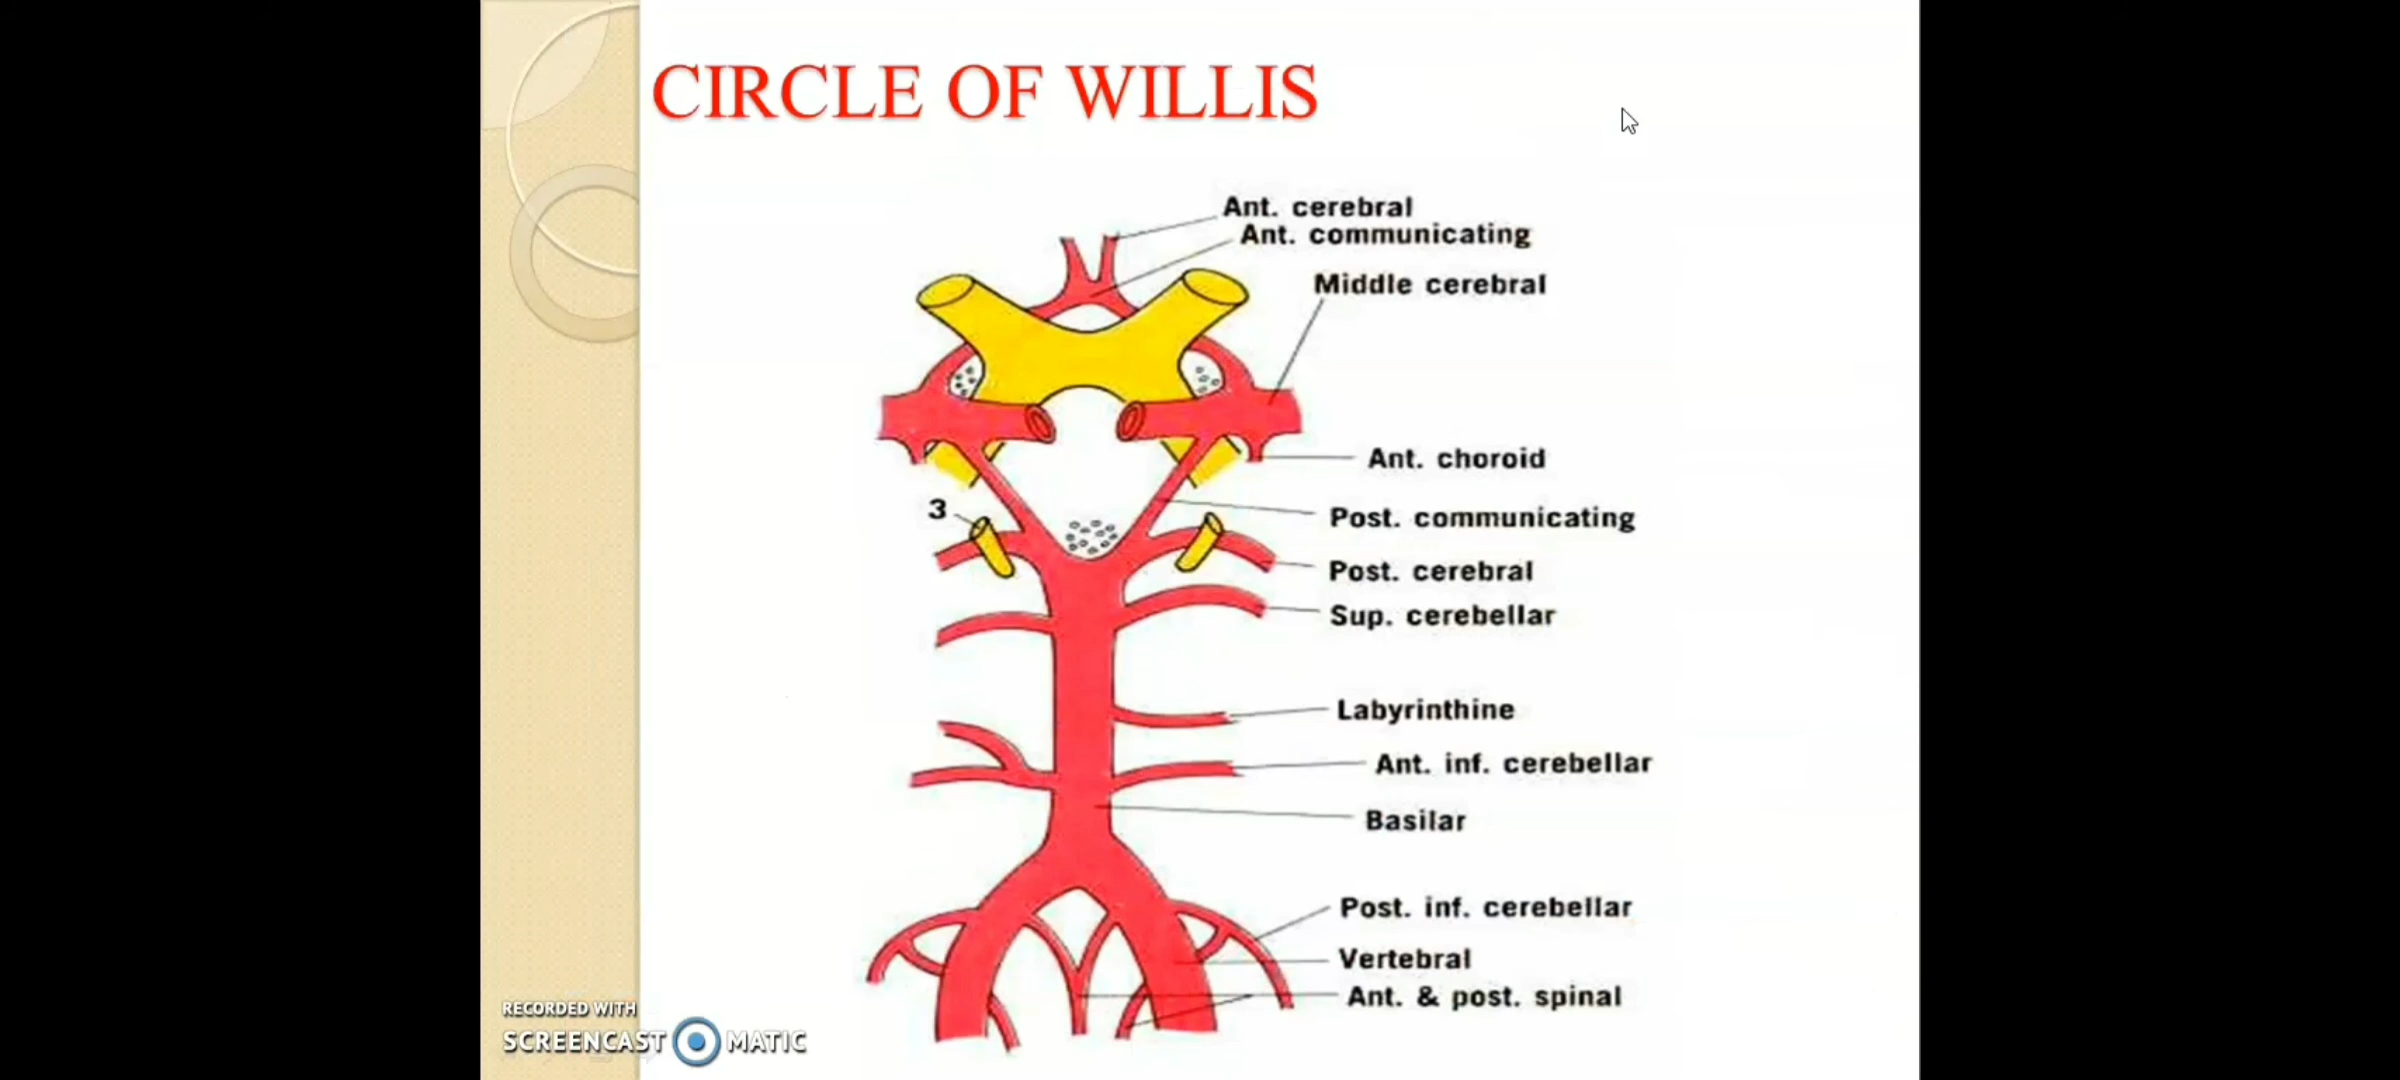 CIRCLE OF WILLIS
Ant. cerebral
Ant. communicating
Middle cerebral
Ant. choroid
3
Post. communicating
Post. cerebral
Sup. cerebellar
Labyrinthine
Ant. inf. cerebellar
Basilar
Post. inf. cerebellar
Vertebral
Ant. & post. spinal
RECORDED WITH
SCREENCAST MATIC